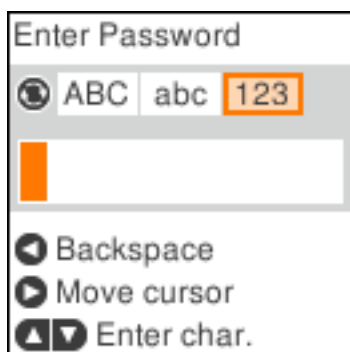 Enter Password
ABC abc 123
Backspace
Move cursor
Enter char.